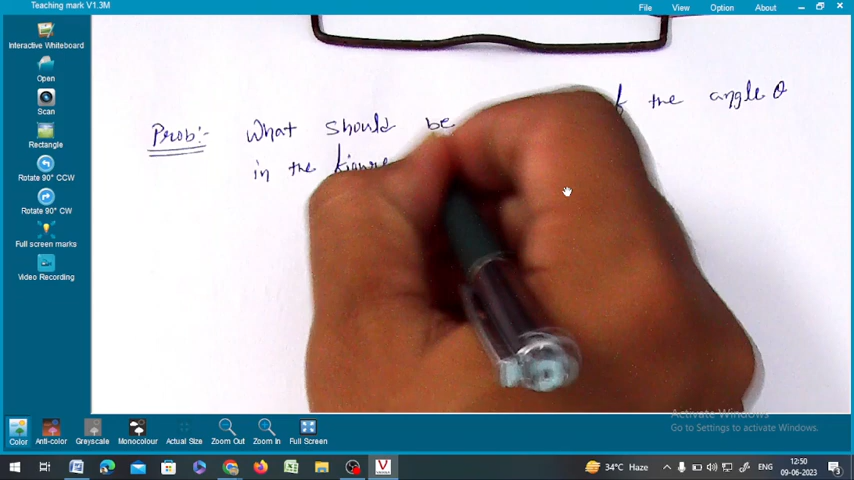 Teaching mark V1.3M
File View Option About
Interactive Whiteboard
Open
Scan
Rectangle
Rotate 90° CCW
Rotate 90° CW
Full screen marks
Video Recording
Prob:- What should be the angle θ
in the figure
Activate Windows
Go to Settings to activate Windows.
Color Anti-color Greyscale Monocolour Actual Size Zoom Out Zoom In Full Screen
34°C Haze ENG 12:50
09-06-2023
3